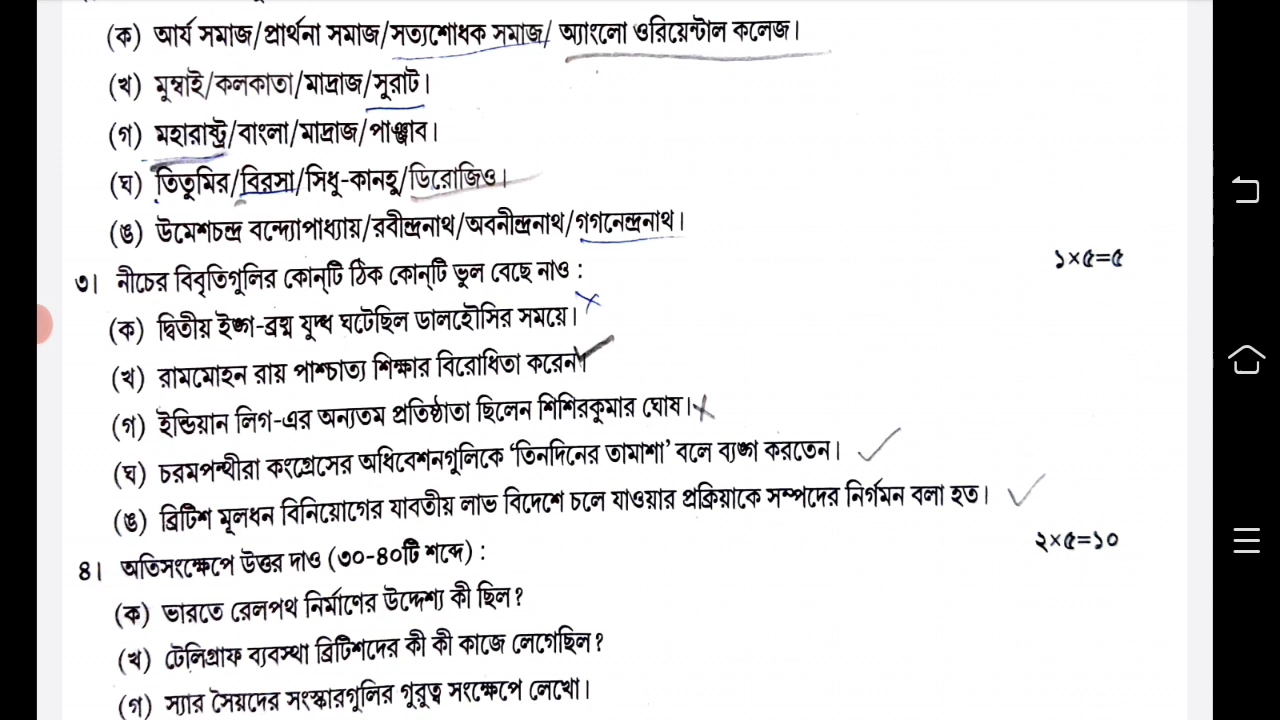 (ক) আর্য সমাজ/প্রার্থনা সমাজ/সত্যশোধক সমাজ/ অ্যাংলো ওরিয়েন্টাল কলেজ।
(খ) মুম্বাই/কলকাতা/মাদ্রাজ/সুরাট।
(গ) মহারাষ্ট্র/বাংলা/মাদ্রাজ/পাঞ্জাব।
(ঘ) তিতুমির/বিরসা/সিধু-কানহু/ডিরোজিও।
(ঙ) উমেশচন্দ্র বন্দ্যোপাধ্যায়/রবীন্দ্রনাথ/অবনীন্দ্রনাথ/গগনেন্দ্রনাথ।
৩। নীচের বিবৃতিগুলির কোন্‌টি ঠিক কোন্‌টি ভুল বেছে নাও : ১×৫=৫
(ক) দ্বিতীয় ইঙ্গ-ব্রহ্ম যুদ্ধ ঘটেছিল ডালহৌসির সময়ে।
(খ) রামমোহন রায় পাশ্চাত্য শিক্ষার বিরোধিতা করেন।
(গ) ইন্ডিয়ান লিগ-এর অন্যতম প্রতিষ্ঠাতা ছিলেন শিশিরকুমার ঘোষ।
(ঘ) চরমপন্থীরা কংগ্রেসের অধিবেশনগুলিকে ‘তিনদিনের তামাশা’ বলে ব্যঙ্গ করতেন।
(ঙ) ব্রিটিশ মূলধন বিনিয়োগের যাবতীয় লাভ বিদেশে চলে যাওয়ার প্রক্রিয়াকে সম্পদের নির্গমন বলা হত।
৪। অতিসংক্ষেপে উত্তর দাও (৩০-৪০টি শব্দে) : ২×৫=১০
(ক) ভারতে রেলপথ নির্মাণের উদ্দেশ্য কী ছিল?
(খ) টেলিগ্রাফ ব্যবস্থা ব্রিটিশদের কী কী কাজে লেগেছিল?
(গ) স্যার সৈয়দের সংস্কারগুলির গুরুত্ব সংক্ষেপে লেখো।